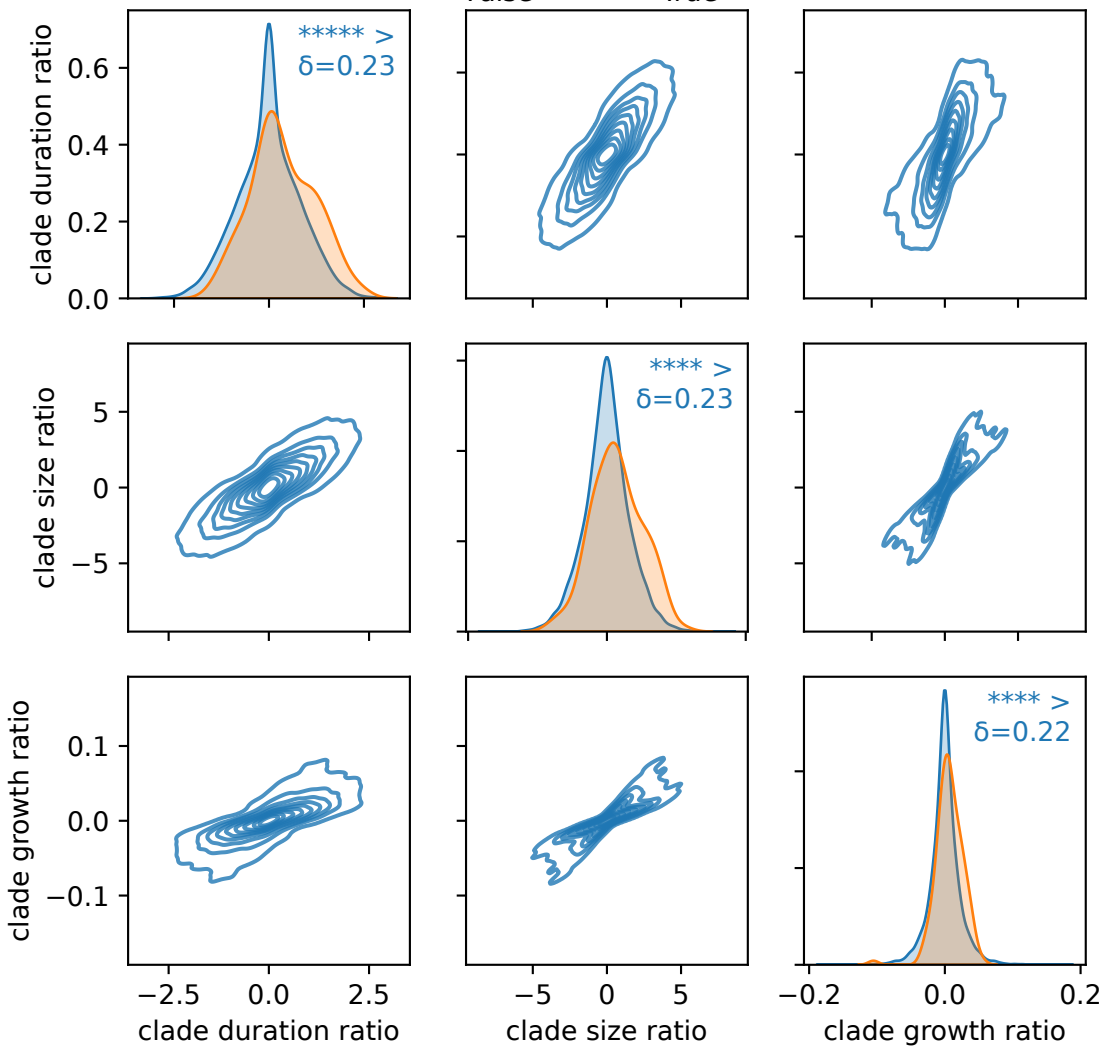 clade duration ratio
0.6
0.4
0.2
0.0
***** >
δ=0.23
clade size ratio
5
0
−5
**** >
δ=0.23
clade growth ratio
0.1
0.0
−0.1
**** >
δ=0.22
−2.5 0.0 2.5
−5 0 5
−0.2 0.0 0.2
clade duration ratio
clade size ratio
clade growth ratio